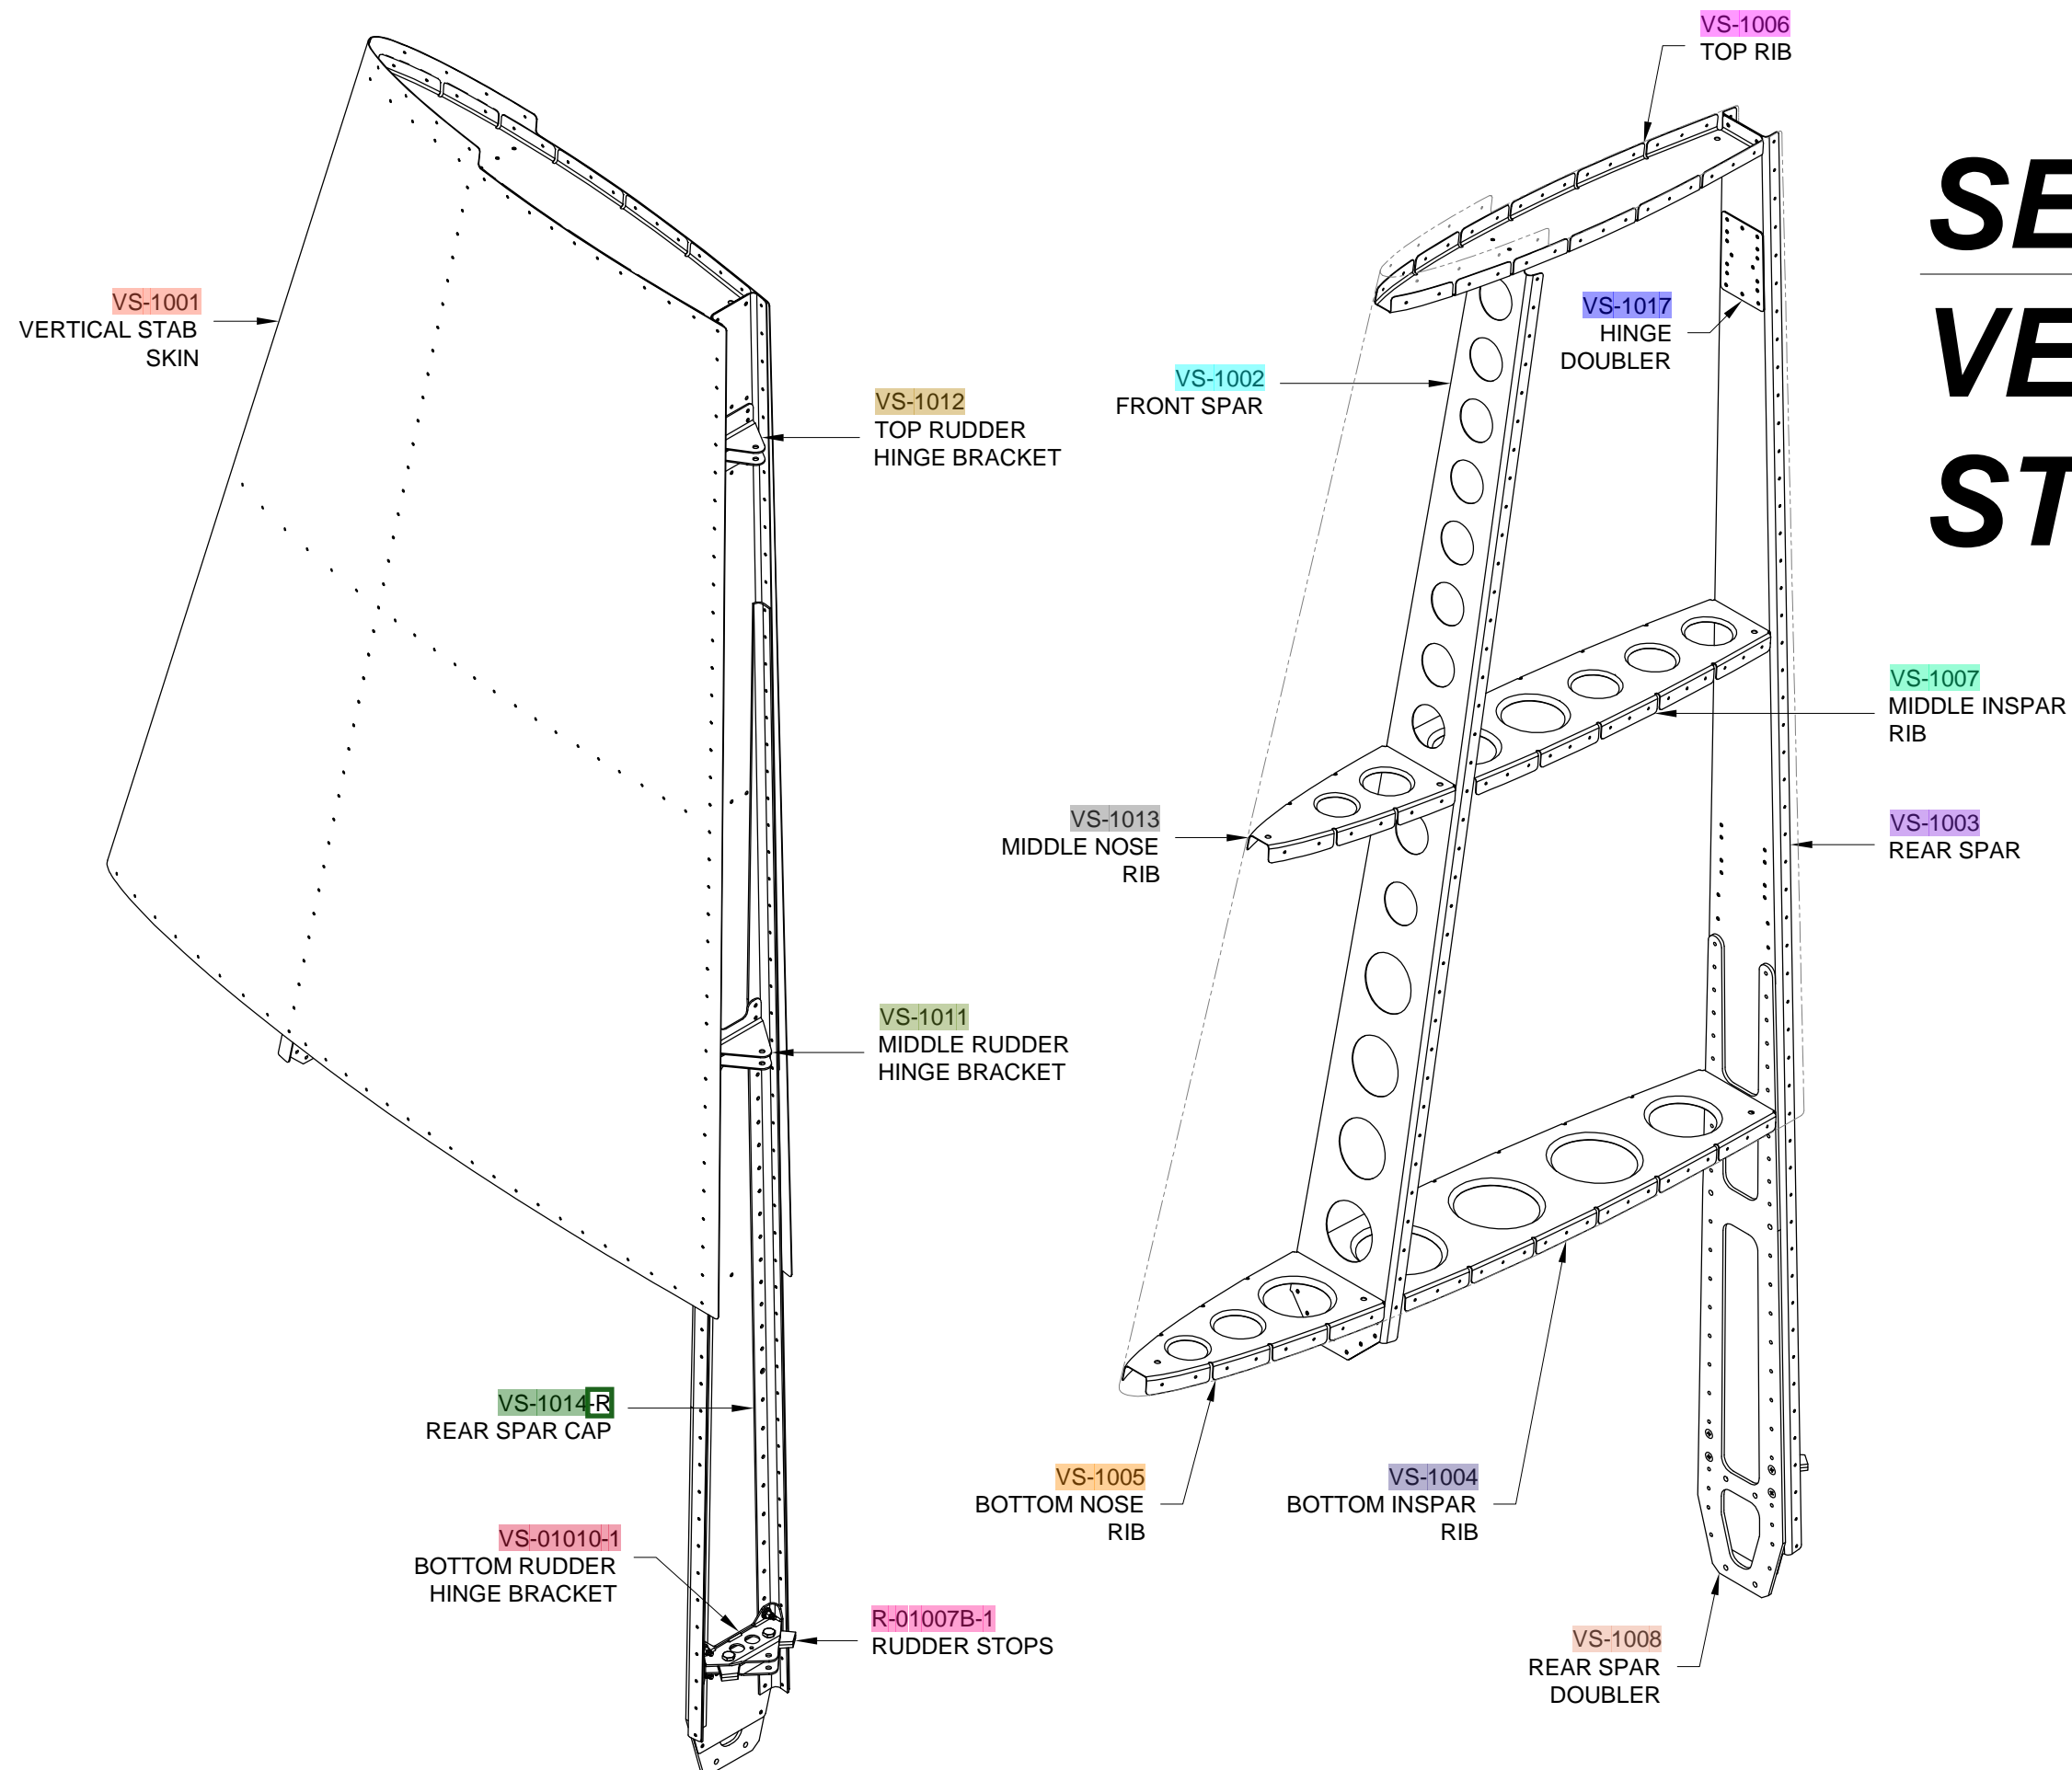 VS-1006
TOP RIB
SE
VE
ST
VS-1001
VERTICAL STAB
SKIN
VS-1017
HINGE
DOUBLER
VS-1002
FRONT SPAR
VS-1012
TOP RUDDER
HINGE BRACKET
VS-1007
MIDDLE INSPAR
RIB
VS-1013
MIDDLE NOSE
RIB
VS-1003
REAR SPAR
VS-1011
MIDDLE RUDDER
HINGE BRACKET
VS-1014-R
REAR SPAR CAP
VS-1005
BOTTOM NOSE
RIB
VS-1004
BOTTOM INSPAR
RIB
VS-01010-1
BOTTOM RUDDER
HINGE BRACKET
R-01007B-1
RUDDER STOPS
VS-1008
REAR SPAR
DOUBLER